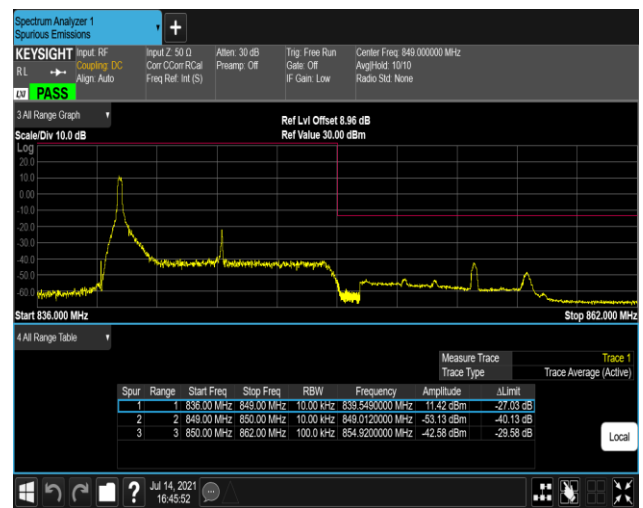 Spectrum Analyzer 1
Spurious Emissions
KEYSIGHT Input: RF Input Z: 50 Ω Atten: 30 dB Trig: Free Run Center Freq: 849.000000 MHz
RL Coupling: DC Corr CCorr RCal Preamp: Off Gate: Off Avg|Hold: 10/10
Align: Auto Freq Ref: Int (S) IF Gain: Low Radio Std: None
LXI PASS
3 All Range Graph
Ref Lvl Offset 8.96 dB
Scale/Div 10.0 dB Ref Value 30.00 dBm
Log
20.0
10.0
0.00
-10.0
-20.0
-30.0
-40.0
-50.0
-60.0
Start 836.000 MHz Stop 862.000 MHz
4 All Range Table
Measure Trace Trace 1
Trace Type Trace Average (Active)
Spur Range Start Freq Stop Freq RBW Frequency Amplitude ΔLimit
1 1 836.00 MHz 849.00 MHz 10.00 kHz 839.5490000 MHz 11.42 dBm -27.03 dB
2 2 849.00 MHz 850.00 MHz 10.00 kHz 849.0120000 MHz -53.13 dBm -40.13 dB
3 3 850.00 MHz 862.00 MHz 100.0 kHz 854.9200000 MHz -42.58 dBm -29.58 dB
Local
Jul 14, 2021
16:45:52